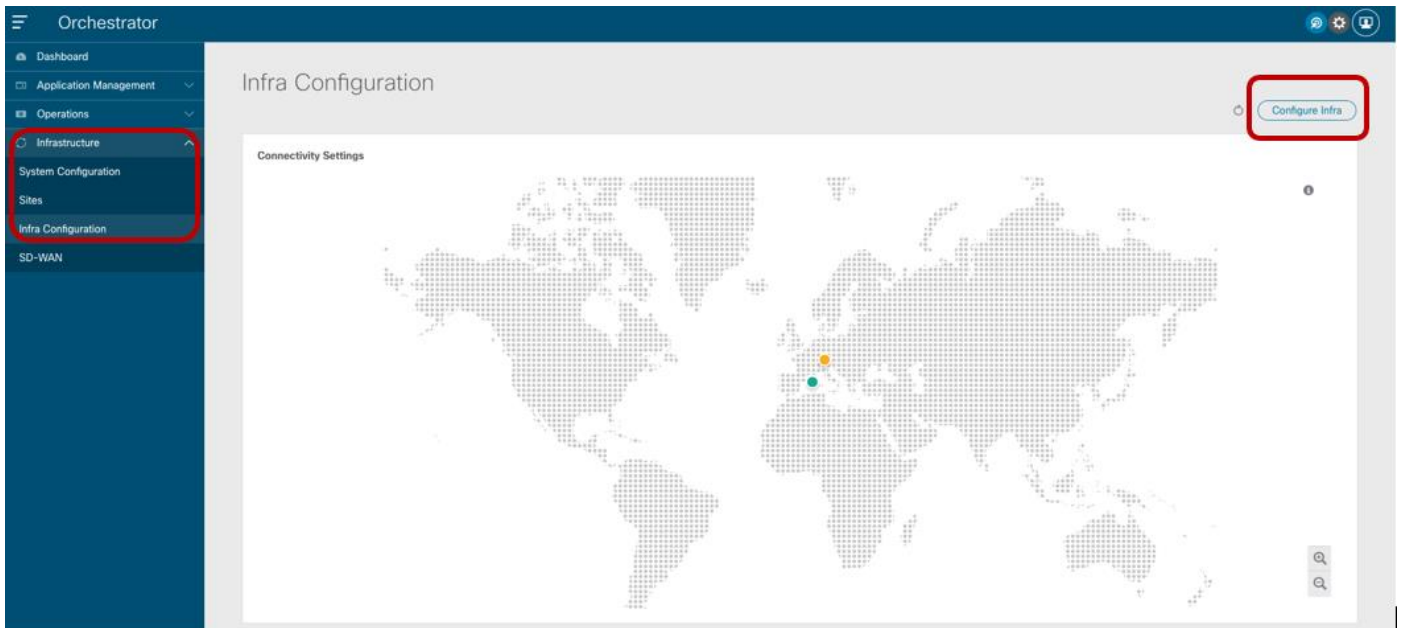 Orchestrator
Dashboard
Application Management
Operations
Infrastructure
System Configuration
Sites
Infra Configuration
SD-WAN
Infra Configuration
Configure Infra
Connectivity Settings